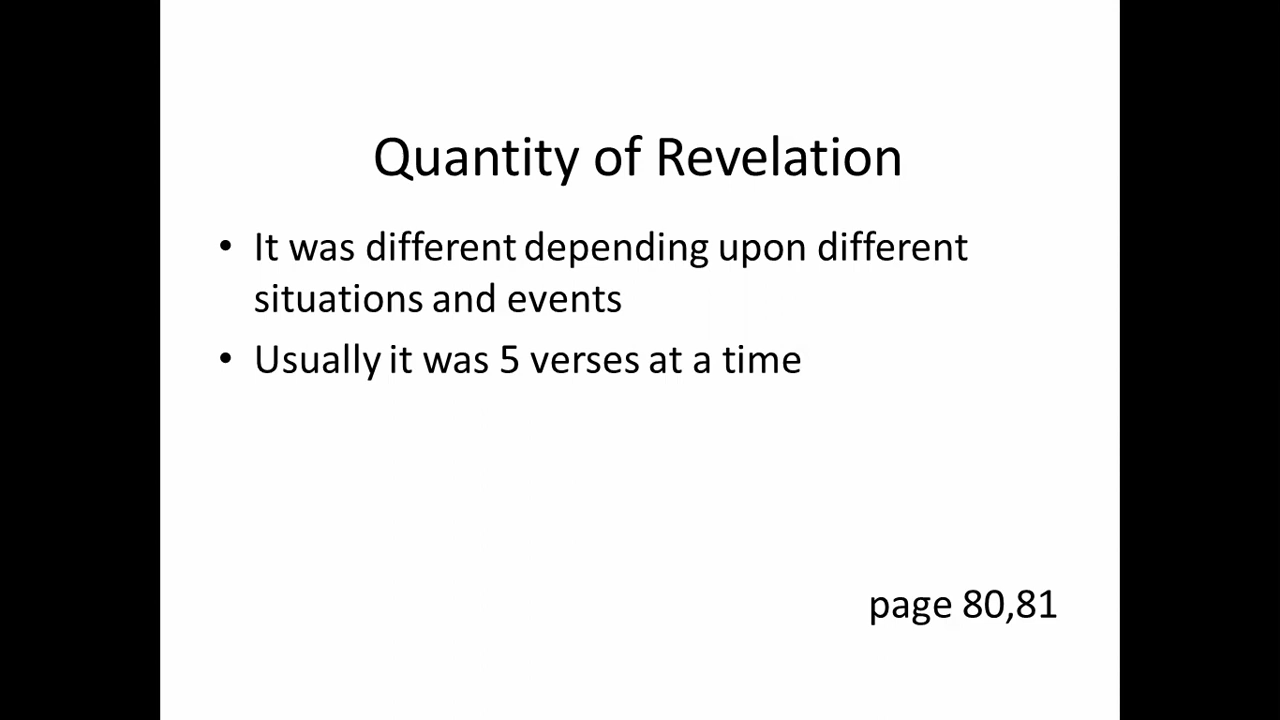 Quantity of Revelation
• It was different depending upon different
situations and events
• Usually it was 5 verses at a time
page 80,81